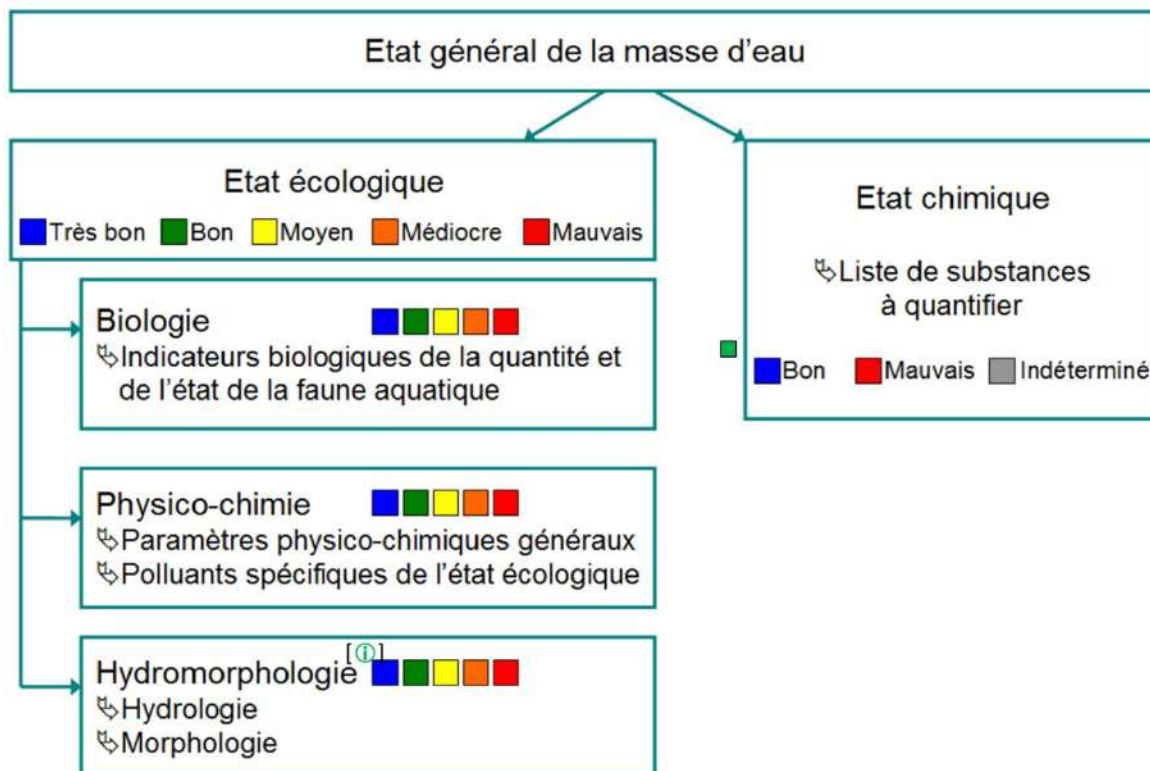 Etat général de la masse d'eau
Etat écologique
Très bon Bon Moyen Médiocre Mauvais
Biologie
Indicateurs biologiques de la quantité et
de l'état de la faune aquatique
Physico-chimie
Paramètres physico-chimiques généraux
Polluants spécifiques de l'état écologique
Hydromorphologie [i]
Hydrologie
Morphologie
Etat chimique
Liste de substances
à quantifier
Bon Mauvais Indéterminé